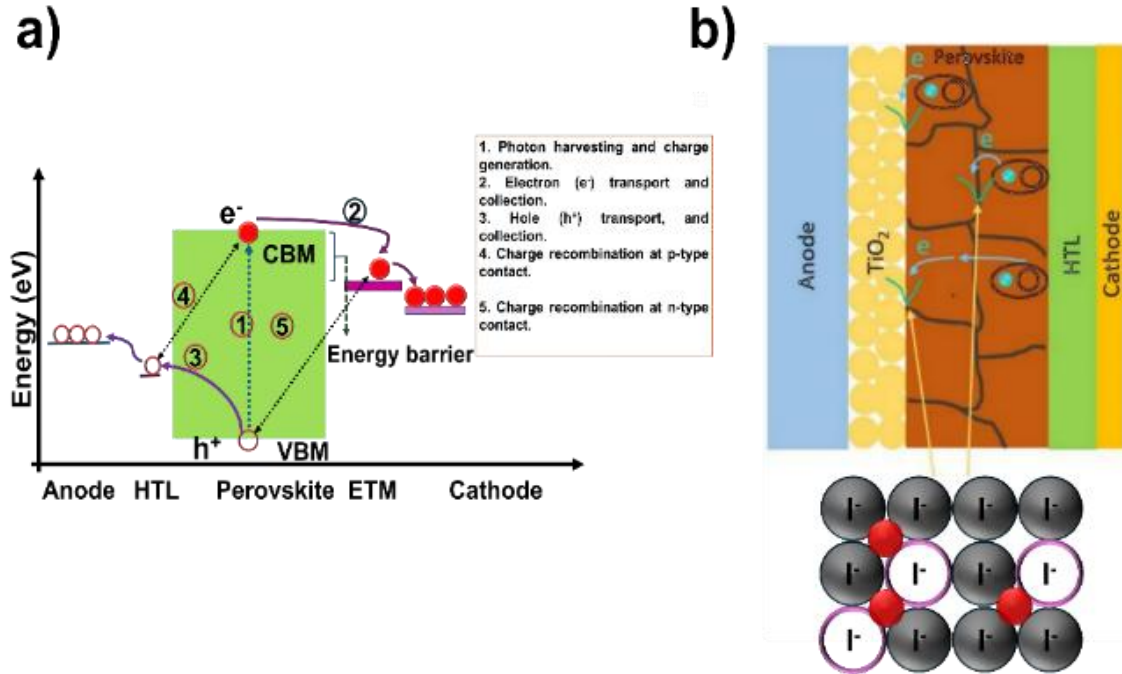 a)
b)
1. Photon harvesting and charge
generation.
2. Electron (e-) transport and
collection.
3. Hole (h+) transport, and
collection.
4. Charge recombination at p-type
contact.
5. Charge recombination at n-type
contact.
Energy (eV)
e-
2
CBM
4
1
5
3
Energy barrier
h+
VBM
Anode HTL Perovskite ETM Cathode
Perovskite
e
e
e
Anode
TiO2
HTL
Cathode
I- I- I- I-
I- I- I- I-
I- I- I- I-